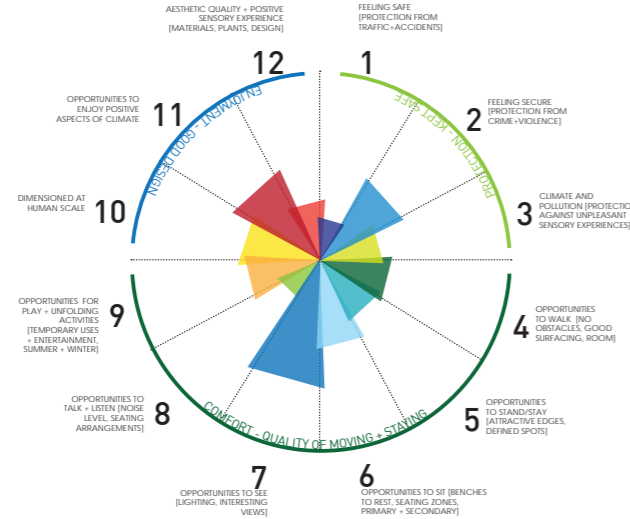 AESTHETIC QUALITY + POSITIVE
SENSORY EXPERIENCE
[MATERIALS, PLANTS, DESIGN]
12
FEELING SAFE
[PROTECTION FROM
TRAFFIC+ACCIDENTS]
1
FEELING SECURE
[PROTECTION FROM
CRIME+VIOLENCE]
2
CLIMATE AND
POLLUTION [PROTECTIO
AGAINST UNPLEASANT
SENSORY EXPERIENCES]
3
OPPORTUNITIES
TO WALK [NO
OBSTACLES, GOOD
SURFACING, ROOM]
4
OPPORTUNITIES
TO STAND/STAY
[ATTRACTIVE EDGES,
DEFINED SPOTS]
5
6
OPPORTUNITIES TO SIT [BENCHES
TO REST, SEATING ZONES,
PRIMARY + SECONDARY]
7
OPPORTUNITIES TO SEE
[LIGHTING, INTERESTING
VIEWS]
OPPORTUNITIES TO
TALK + LISTEN [NOISE
LEVEL, SEATING
ARRANGEMENTS]
8
OPPORTUNITIES FOR
PLAY + UNFOLDING
ACTIVITIES
[TEMPORARY USES
+ ENTERTAINMENT,
SUMMER + WINTER]
9
DIMENSIONED AT
HUMAN SCALE
10
OPPORTUNITIES TO
ENJOY POSITIVE
ASPECTS OF CLIMATE
11
ENJOYMENT - GOOD DESIGN
PROTECTION - KEPT SAFE
COMFORT - QUALITY OF MOVING + STAYING